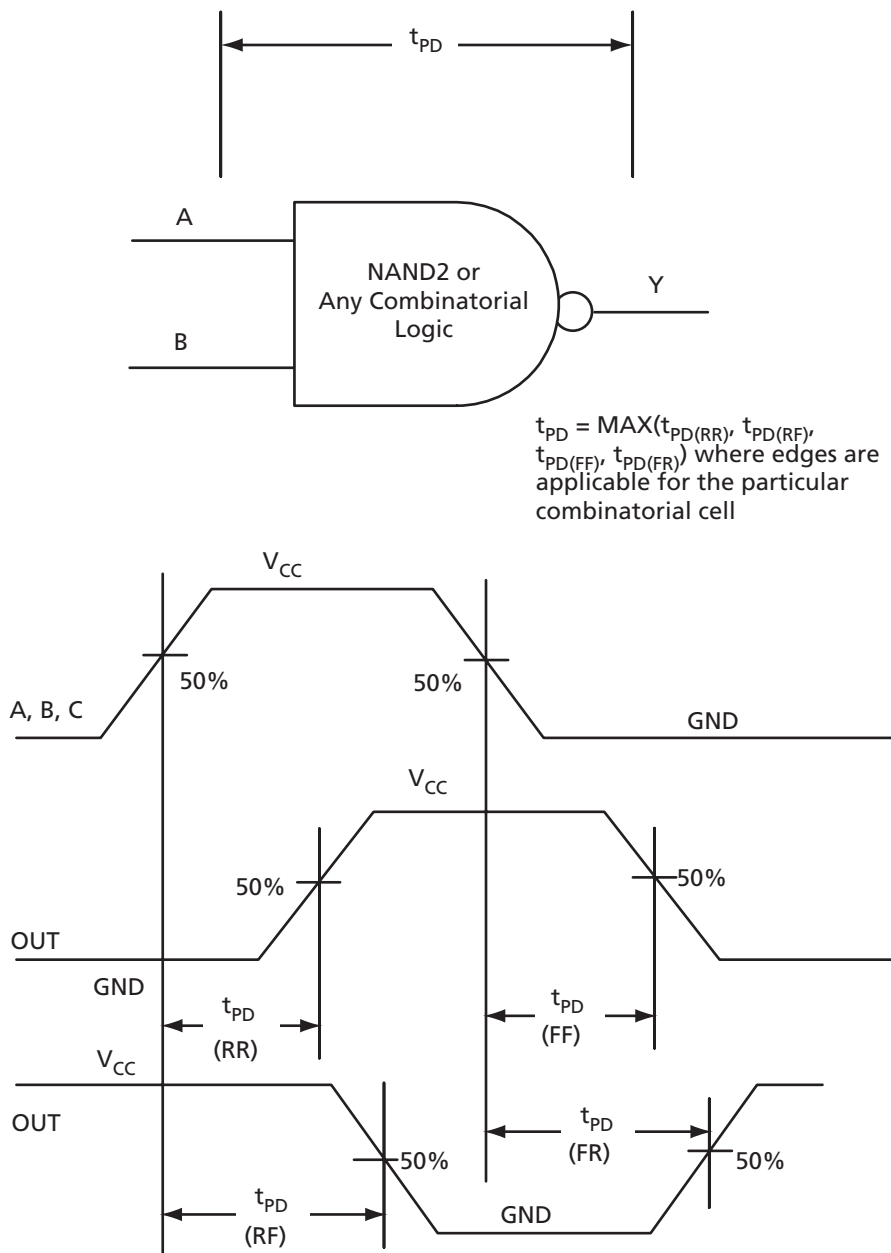 tPD
A
NAND2 or
Any Combinatorial
Logic
Y
B
tPD = MAX(tPD(RR), tPD(RF),
tPD(FF), tPD(FR)) where edges are
applicable for the particular
combinatorial cell
VCC
50%
50%
A, B, C
GND
VCC
50%
50%
OUT
GND
tPD
(RR)
tPD
(FF)
VCC
OUT
tPD
(FR)
50%
50%
tPD
(RF)
GND